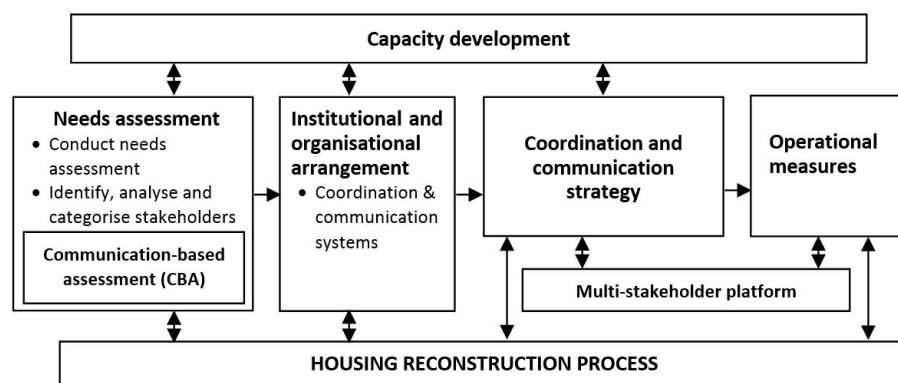 Capacity development
Needs assessment
• Conduct needs
assessment
• Identify, analyse and
categorise stakeholders
Communication-based
assessment (CBA)
Institutional and
organisational
arrangement
• Coordination &
communication
systems
Coordination and
communication
strategy
Operational
measures
Multi-stakeholder platform
HOUSING RECONSTRUCTION PROCESS